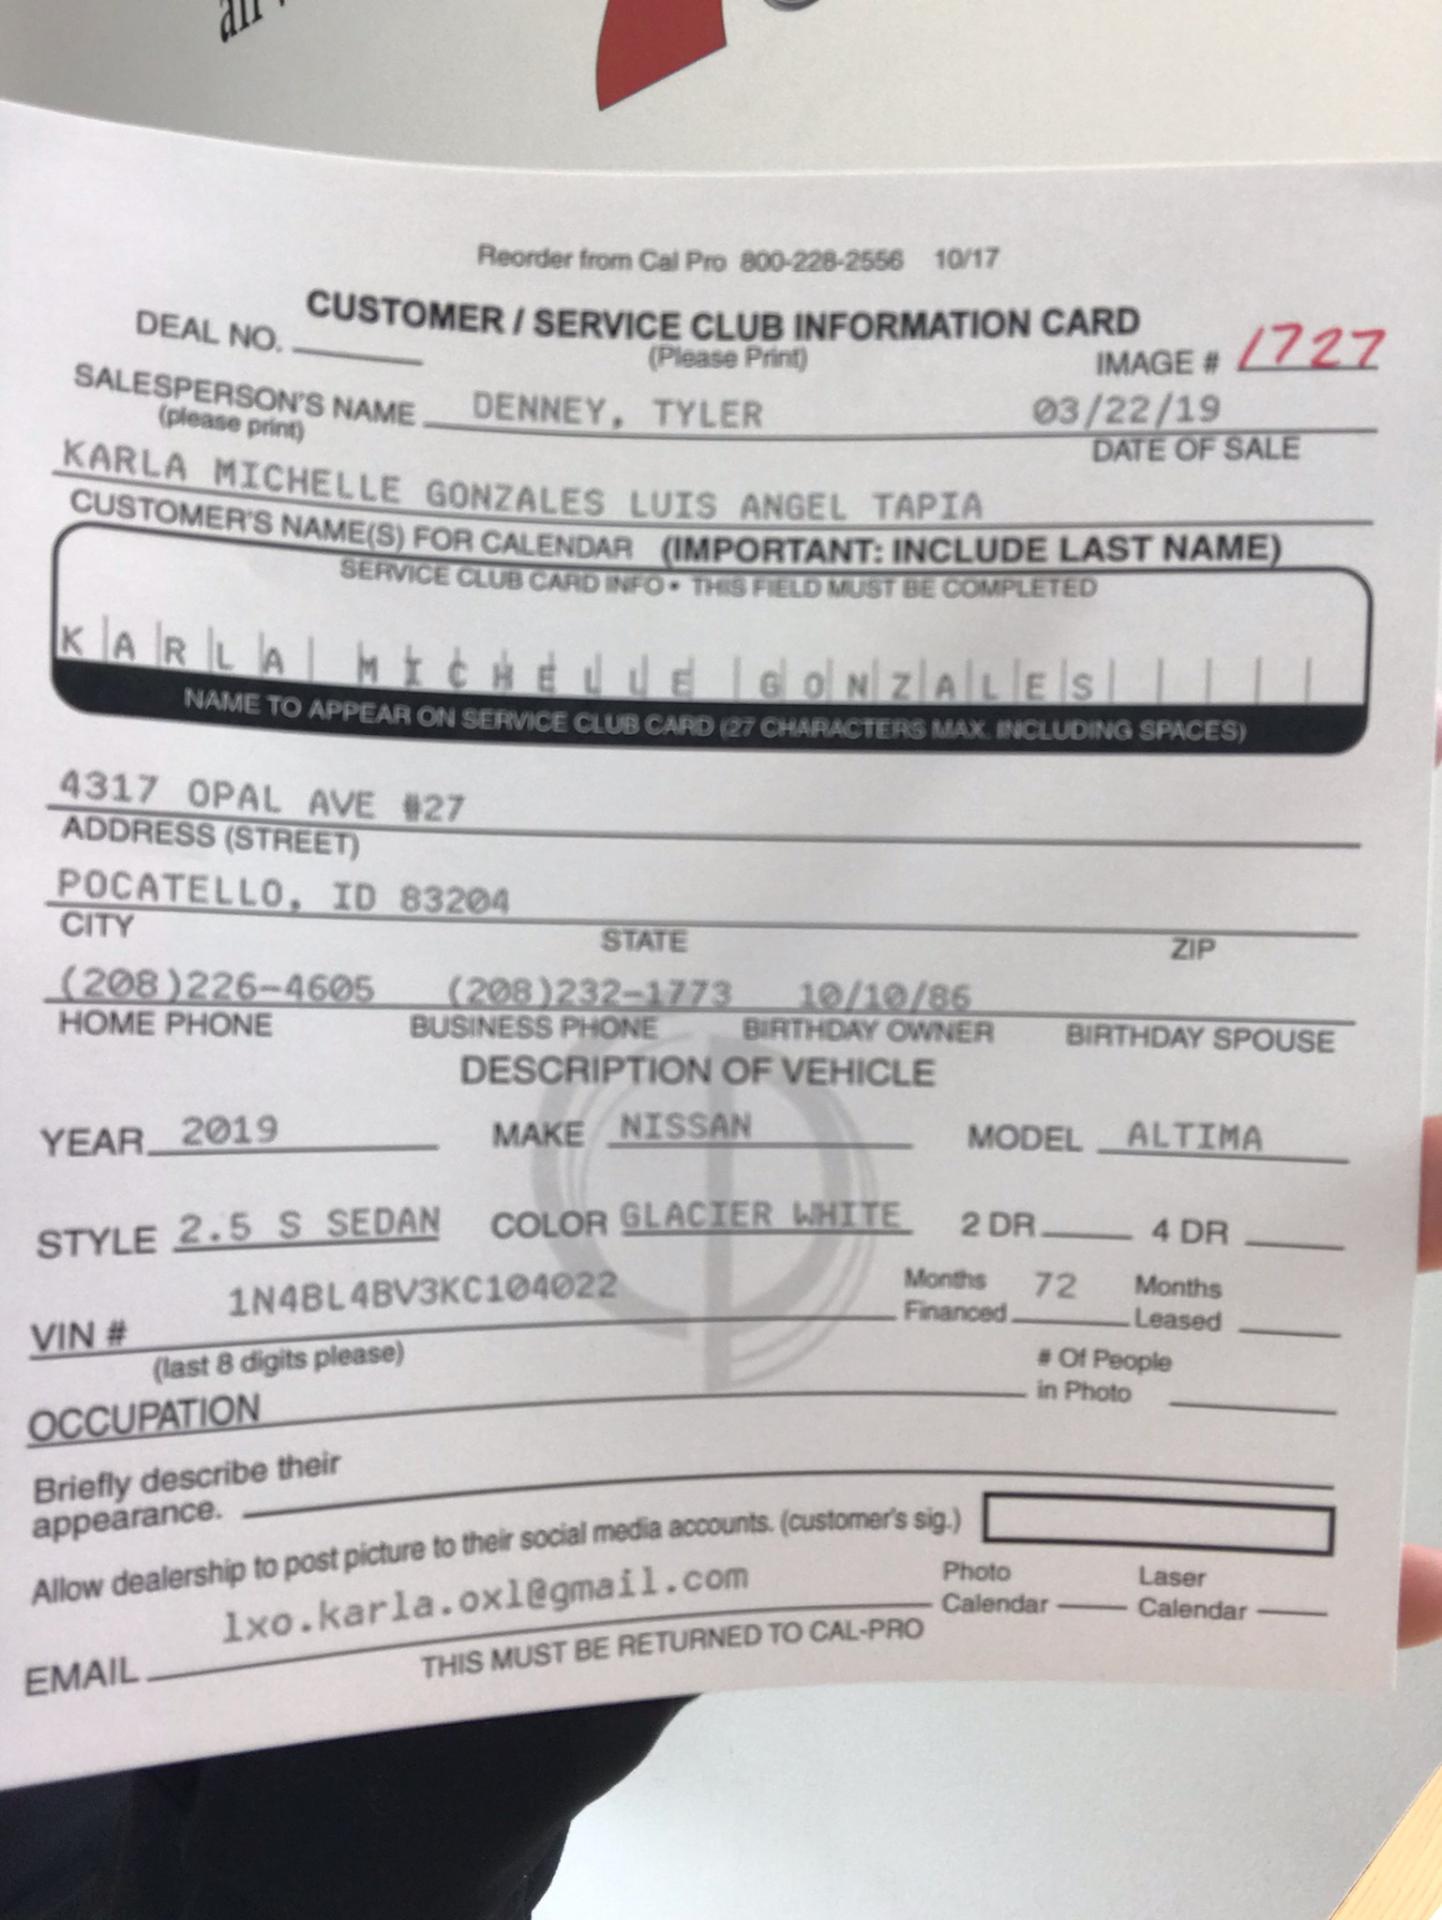 Reorder from Cal Pro 800-228-2556 10/17
CUSTOMER / SERVICE CLUB INFORMATION CARD
(Please Print)
DEAL NO.
IMAGE # 1727
SALESPERSON'S NAME DENNEY, TYLER 03/22/19
(please print)
DATE OF SALE
KARLA MICHELLE GONZALES LUIS ANGEL TAPIA
CUSTOMER'S NAME(S) FOR CALENDAR (IMPORTANT: INCLUDE LAST NAME)
SERVICE CLUB CARD INFO • THIS FIELD MUST BE COMPLETED
KARLA MICHELLE GONZALES
NAME TO APPEAR ON SERVICE CLUB CARD (27 CHARACTERS MAX. INCLUDING SPACES)
4317 OPAL AVE #27
ADDRESS (STREET)
POCATELLO, ID 83204
CITY STATE ZIP
(208)226-4605 (208)232-1773 10/10/86
HOME PHONE BUSINESS PHONE BIRTHDAY OWNER BIRTHDAY SPOUSE
DESCRIPTION OF VEHICLE
YEAR 2019 MAKE NISSAN MODEL ALTIMA
STYLE 2.5 S SEDAN COLOR GLACIER WHITE 2 DR 4 DR
VIN # 1N4BL4BV3KC104022 Months Financed 72 Months Leased
(last 8 digits please)
# Of People in Photo
OCCUPATION
Briefly describe their
appearance.
Allow dealership to post picture to their social media accounts. (customer's sig.)
EMAIL lxo.karla.oxl@gmail.com Photo Calendar Laser Calendar
THIS MUST BE RETURNED TO CAL-PRO